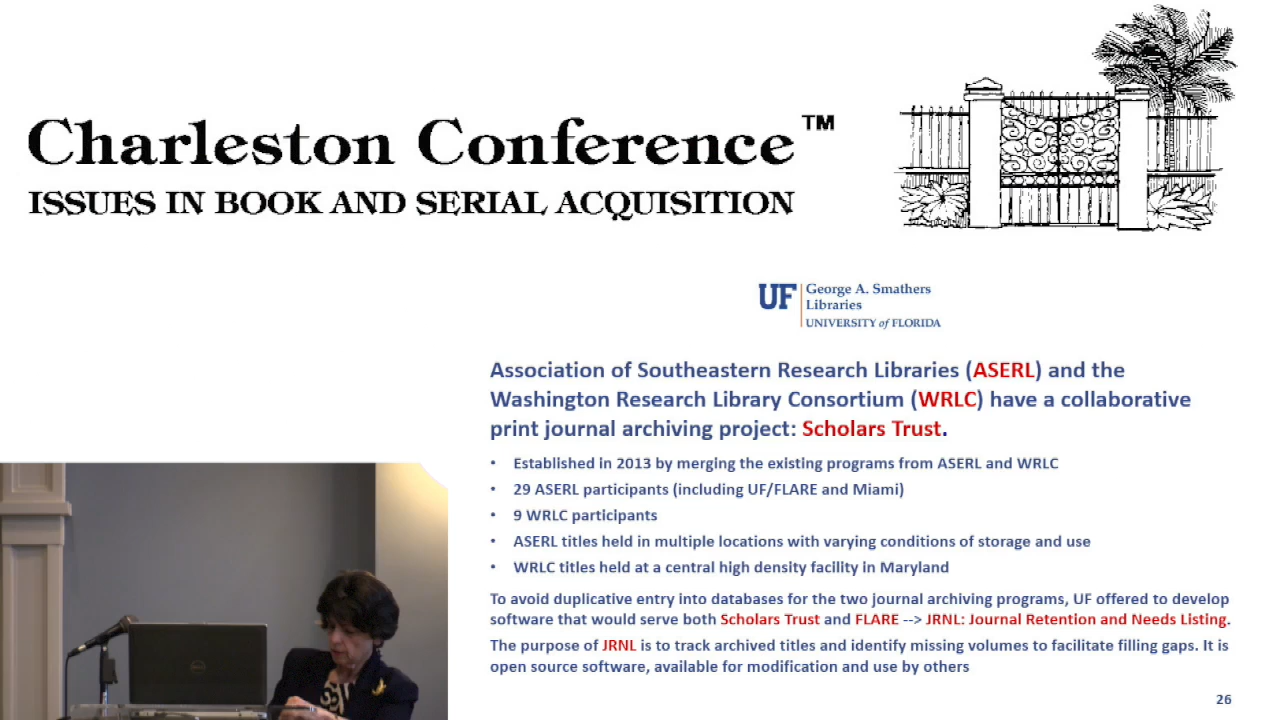 Charleston Conference™
ISSUES IN BOOK AND SERIAL ACQUISITION
UF George A. Smathers
Libraries
UNIVERSITY of FLORIDA
Association of Southeastern Research Libraries (ASERL) and the
Washington Research Library Consortium (WRLC) have a collaborative
print journal archiving project: Scholars Trust.
• Established in 2013 by merging the existing programs from ASERL and WRLC
• 29 ASERL participants (including UF/FLARE and Miami)
• 9 WRLC participants
• ASERL titles held in multiple locations with varying conditions of storage and use
• WRLC titles held at a central high density facility in Maryland
To avoid duplicative entry into databases for the two journal archiving programs, UF offered to develop
software that would serve both Scholars Trust and FLARE --> JRNL: Journal Retention and Needs Listing.
The purpose of JRNL is to track archived titles and identify missing volumes to facilitate filling gaps. It is
open source software, available for modification and use by others
26